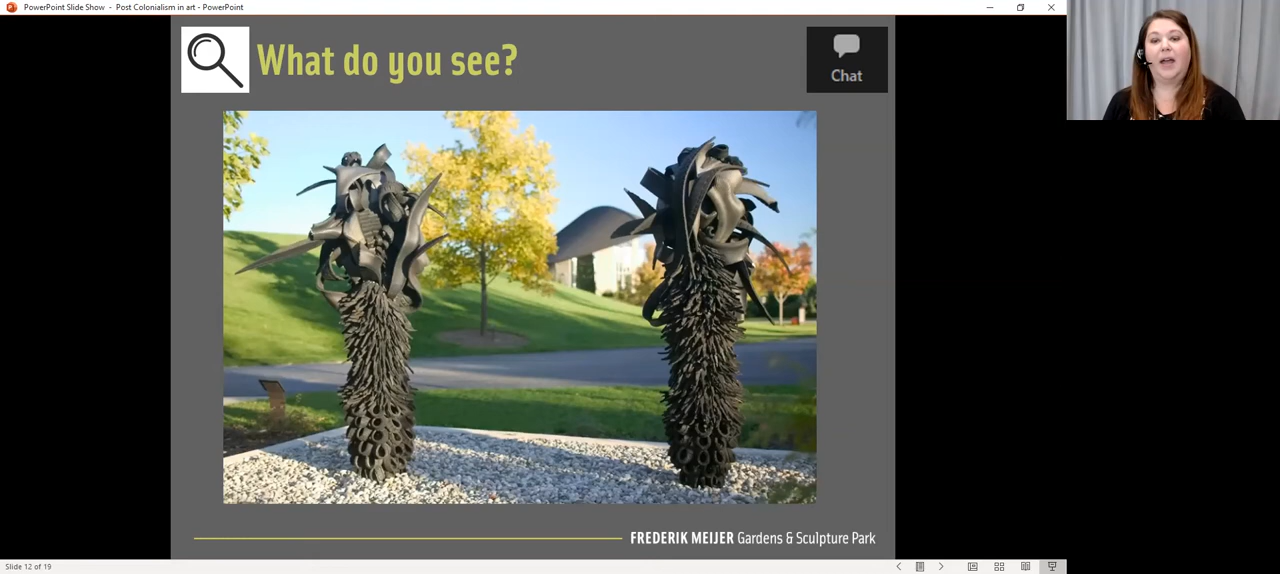 PowerPoint Slide Show - Post Colonialism in art - PowerPoint
What do you see?
Chat
FREDERIK MEIJER Gardens & Sculpture Park
Slide 12 of 19